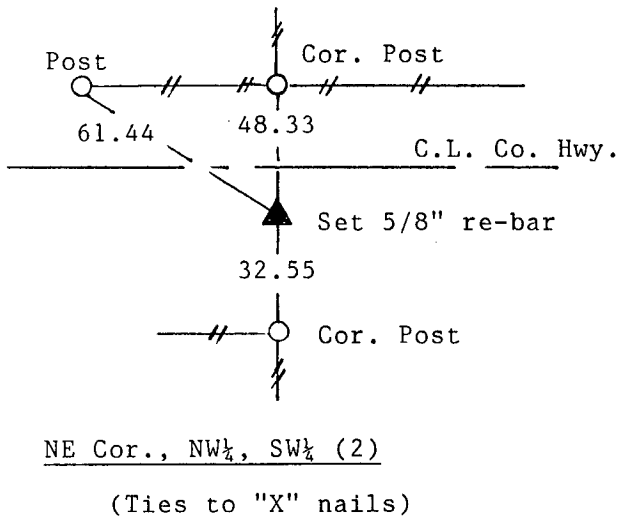 Cor. Post
Post
48.33
61.44
C.L. Co. Hwy.
Set 5/8" re-bar
32.55
Cor. Post
NE Cor., NW¼, SW¼ (2)
(Ties to "X" nails)